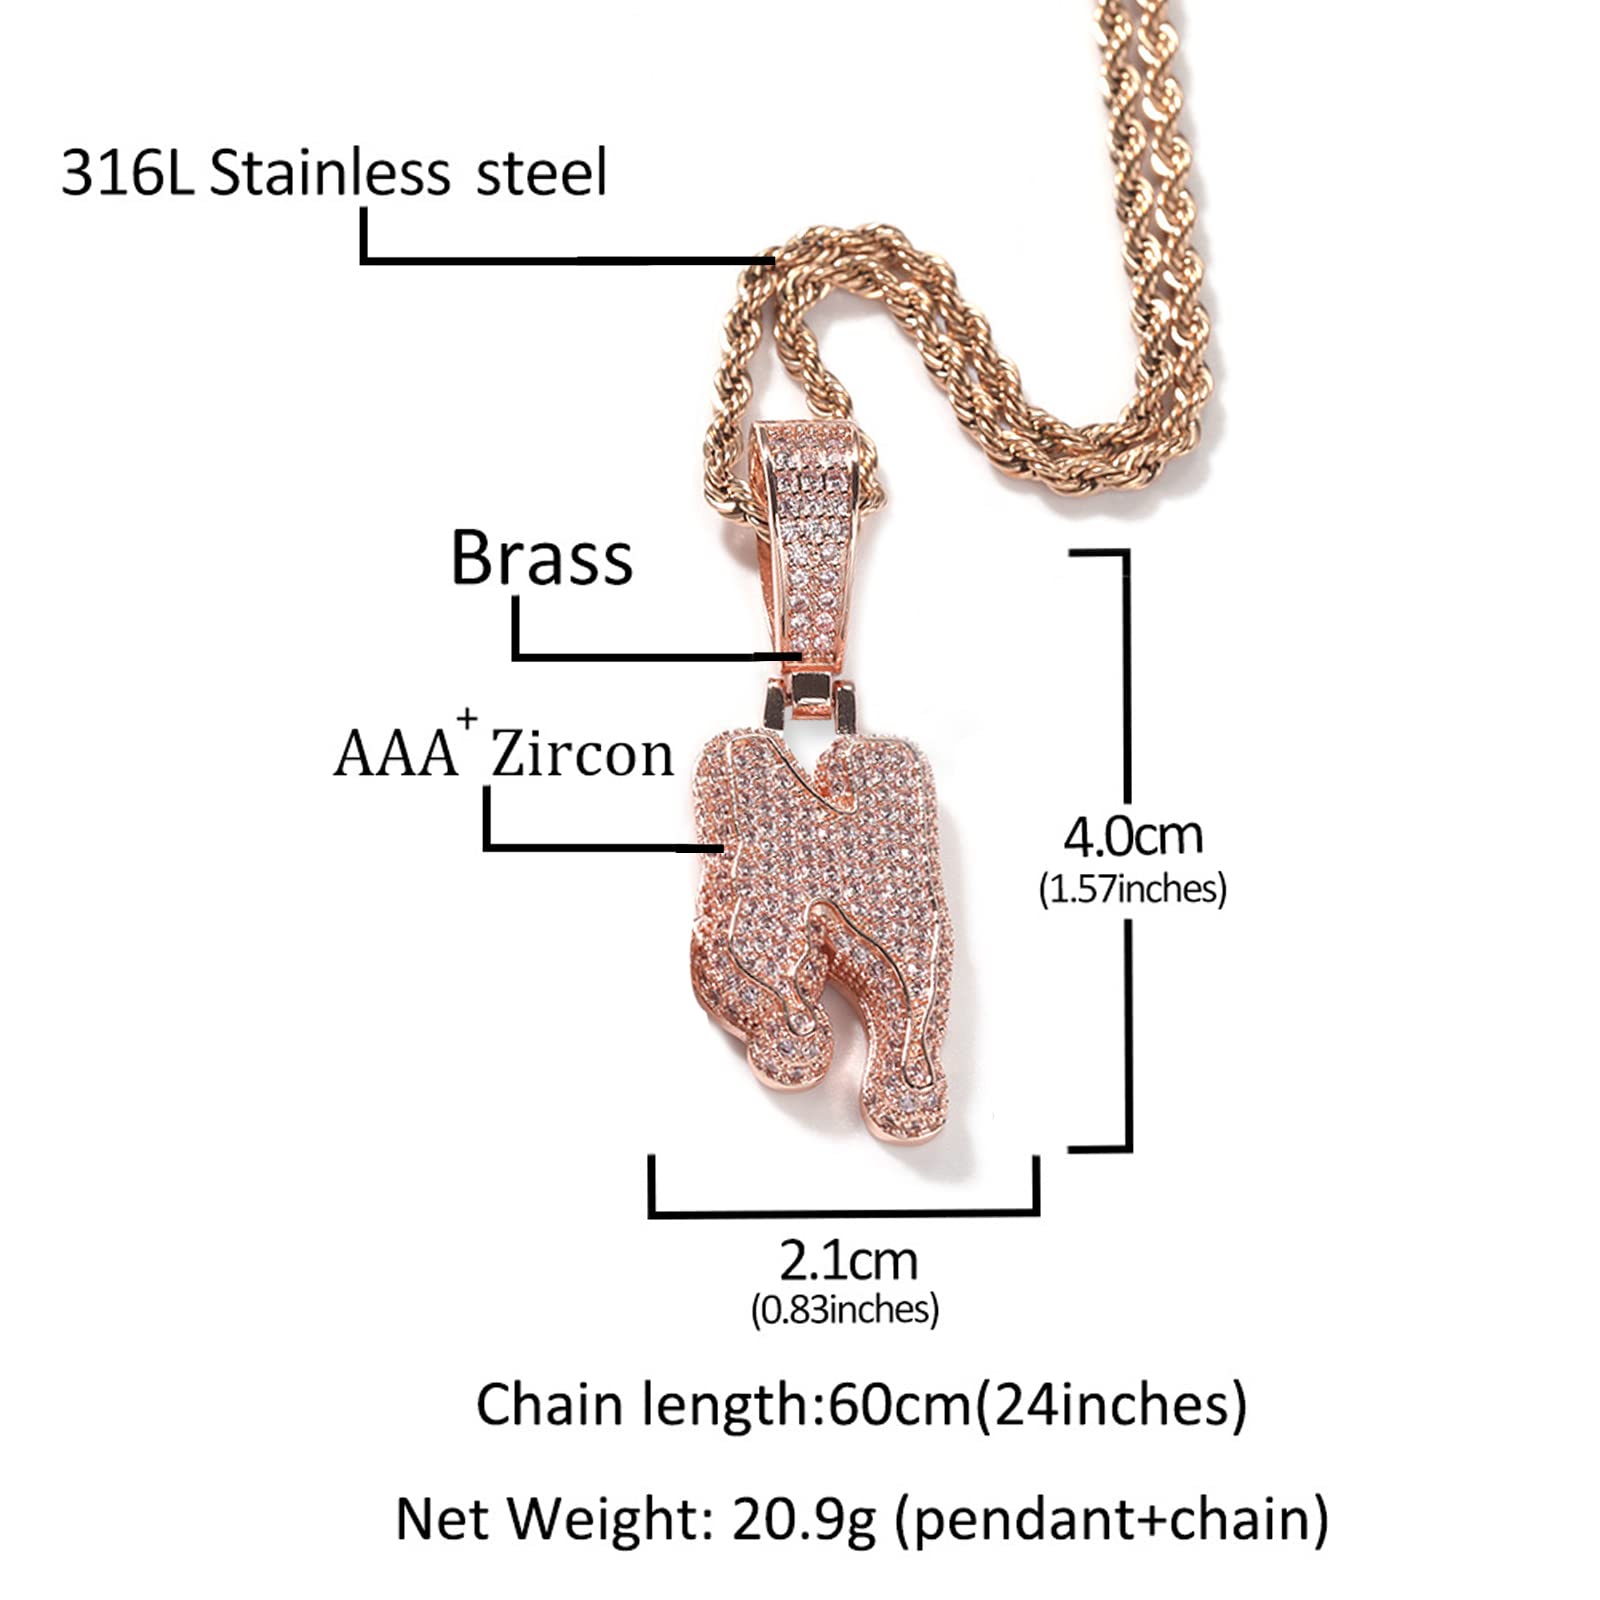 316L Stainless steel
Brass
AAA+ Zircon
4.0cm
(1.57inches)
2.1cm
(0.83inches)
Chain length:60cm(24inches)
Net Weight: 20.9g (pendant+chain)